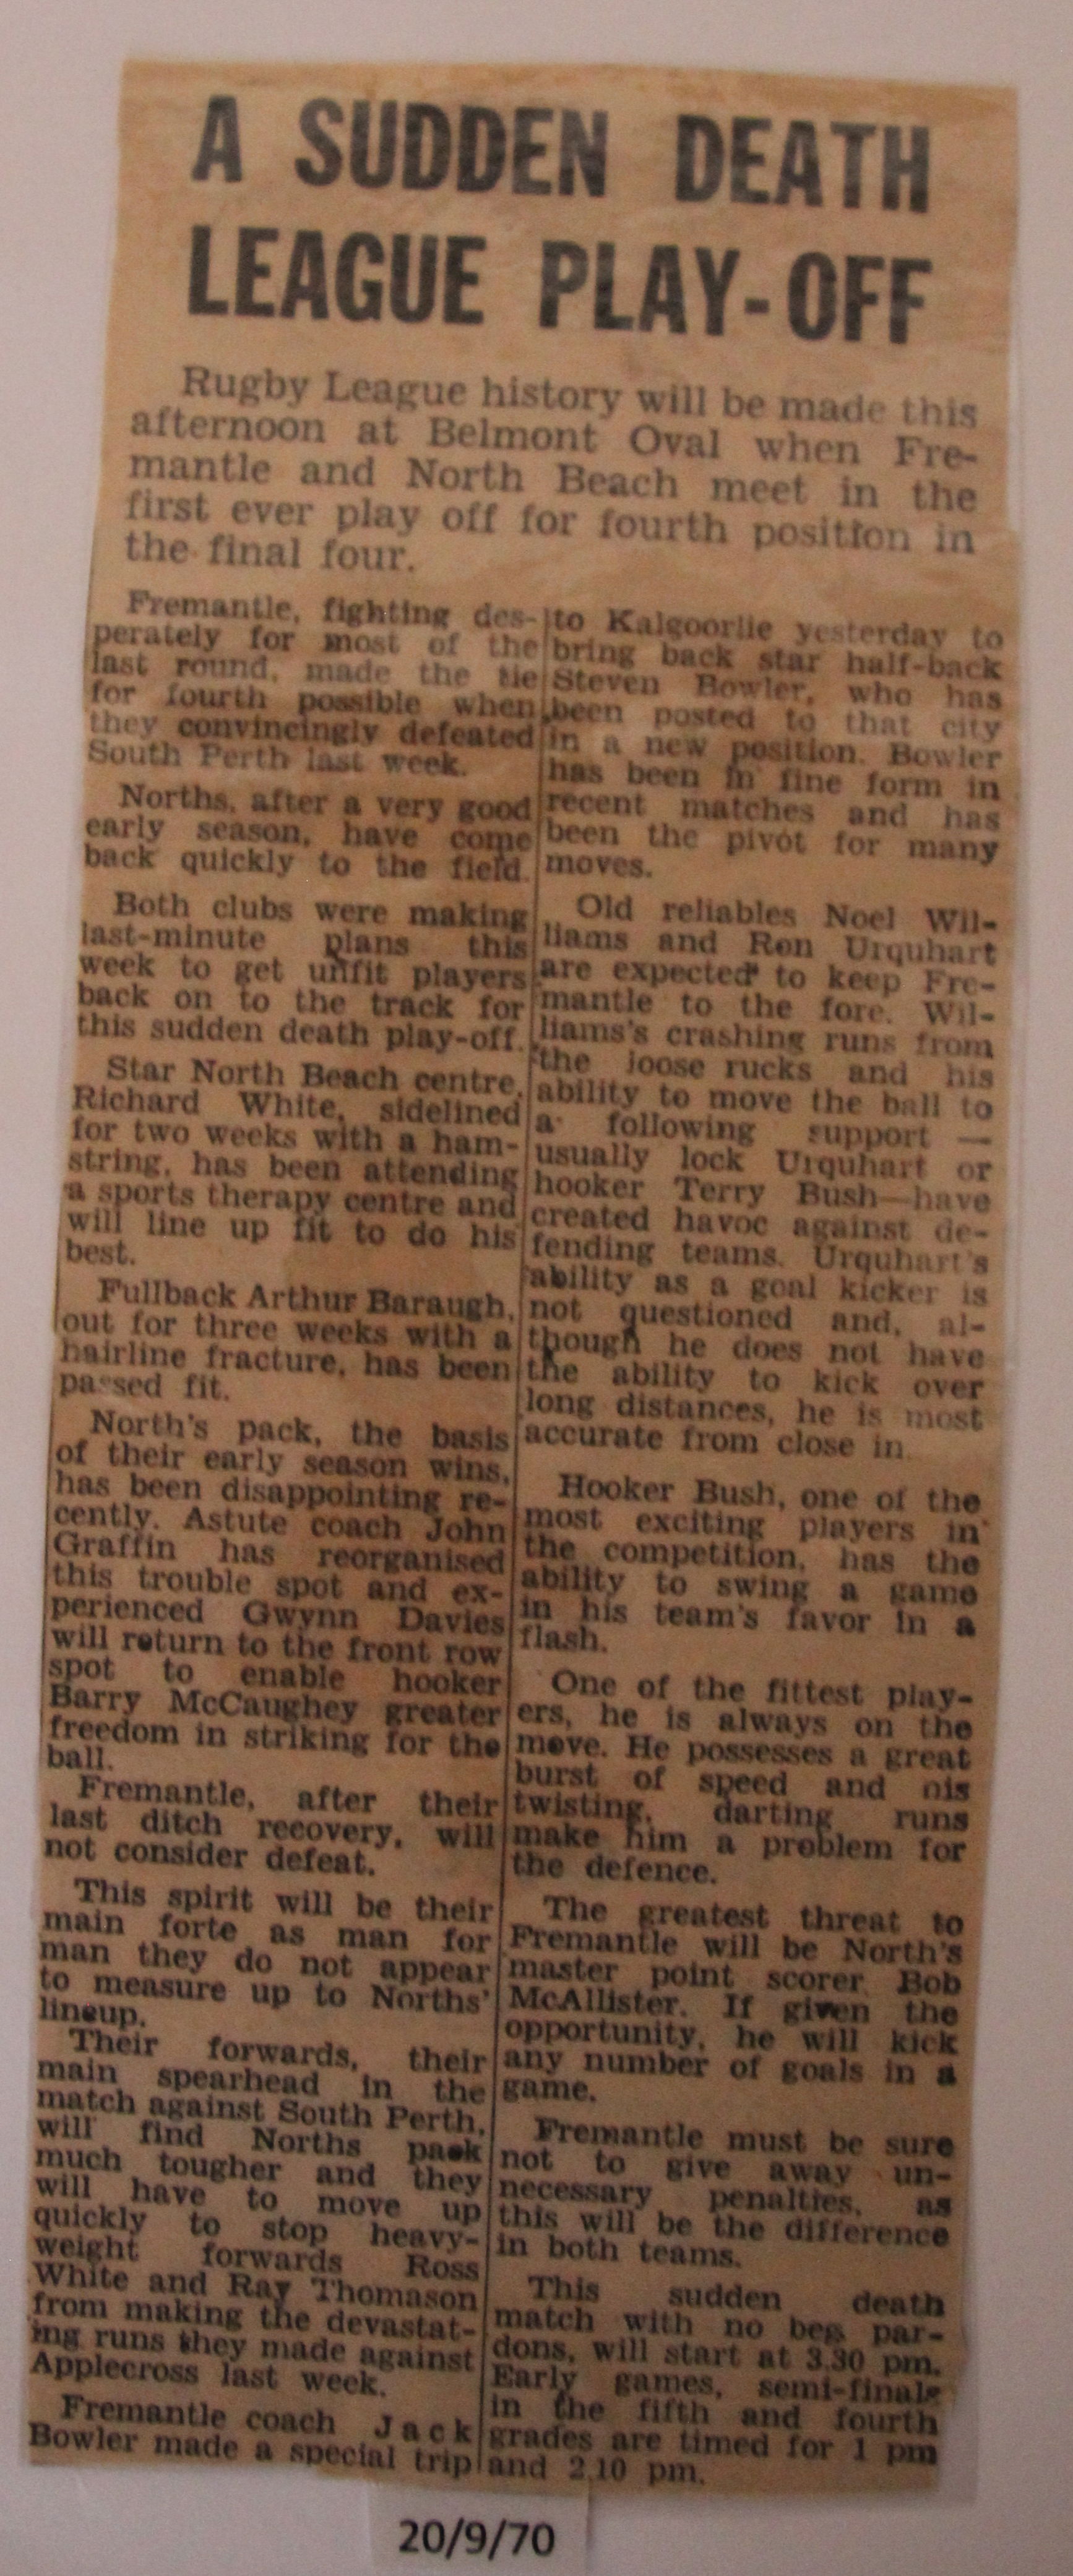 A SUDDEN DEATH
LEAGUE PLAY-OFF
Rugby League history will be made this
afternoon at Belmont Oval when Fre-
mantle and North Beach meet in the
first ever play off for fourth position in
the final four.
Fremantle, fighting des-
perately for most of the
last round, made the tie
for fourth possible when
they convincingly defeated
South Perth last week.
Norths, after a very good
early season, have come
back quickly to the field.
Both clubs were making
last-minute plans this
week to get unfit players
back on to the track for
this sudden death play-off.
Star North Beach centre,
Richard White, sidelined
for two weeks with a ham-
string, has been attending
a sports therapy centre and
will line up fit to do his
best.
Fullback Arthur Baraugh,
out for three weeks with a
hairline fracture, has been
passed fit.
North's pack, the basis
of their early season wins,
has been disappointing re-
cently. Astute coach John
Graffin has reorganised
this trouble spot and ex-
perienced Gwynn Davies
will return to the front row
spot to enable hooker
Barry McCaughey greater
freedom in striking for the
ball.
Fremantle, after their
last ditch recovery, will
not consider defeat.
This spirit will be their
main forte as man for
man they do not appear
to measure up to Norths'
lineup.
Their forwards, their
main spearhead in the
match against South Perth,
will find Norths pack
much tougher and they
will have to move up
quickly to stop heavy-
weight forwards Ross
White and Ray Thomason
from making the devastat-
ing runs they made against
Applecross last week.
Fremantle coach Jack
Bowler made a special trip
to Kalgoorlie yesterday to
bring back star half-back
Steven Bowler, who has
been posted to that city
in a new position. Bowler
has been in fine form in
recent matches and has
been the pivot for many
moves.
Old reliables Noel Wil-
liams and Ron Urquhart
are expected to keep Fre-
mantle to the fore. Wil-
liams's crashing runs from
the loose rucks and his
ability to move the ball to
a following support —
usually lock Urquhart or
hooker Terry Bush—have
created havoc against de-
fending teams. Urquhart's
ability as a goal kicker is
not questioned and, al-
though he does not have
the ability to kick over
long distances, he is most
accurate from close in.
Hooker Bush, one of the
most exciting players in
the competition, has the
ability to swing a game
in his team's favor in a
flash.
One of the fittest play-
ers, he is always on the
move. He possesses a great
burst of speed and his
twisting, darting runs
make him a problem for
the defence.
The greatest threat to
Fremantle will be North's
master point scorer Bob
McAllister. If given the
opportunity, he will kick
any number of goals in a
game.
Fremantle must be sure
not to give away un-
necessary penalties, as
this will be the difference
in both teams.
This sudden death
match with no beg par-
dons, will start at 3.30 pm.
Early games, semi-finals
in the fifth and fourth
grades are timed for 1 pm
and 2.10 pm.
20/9/70